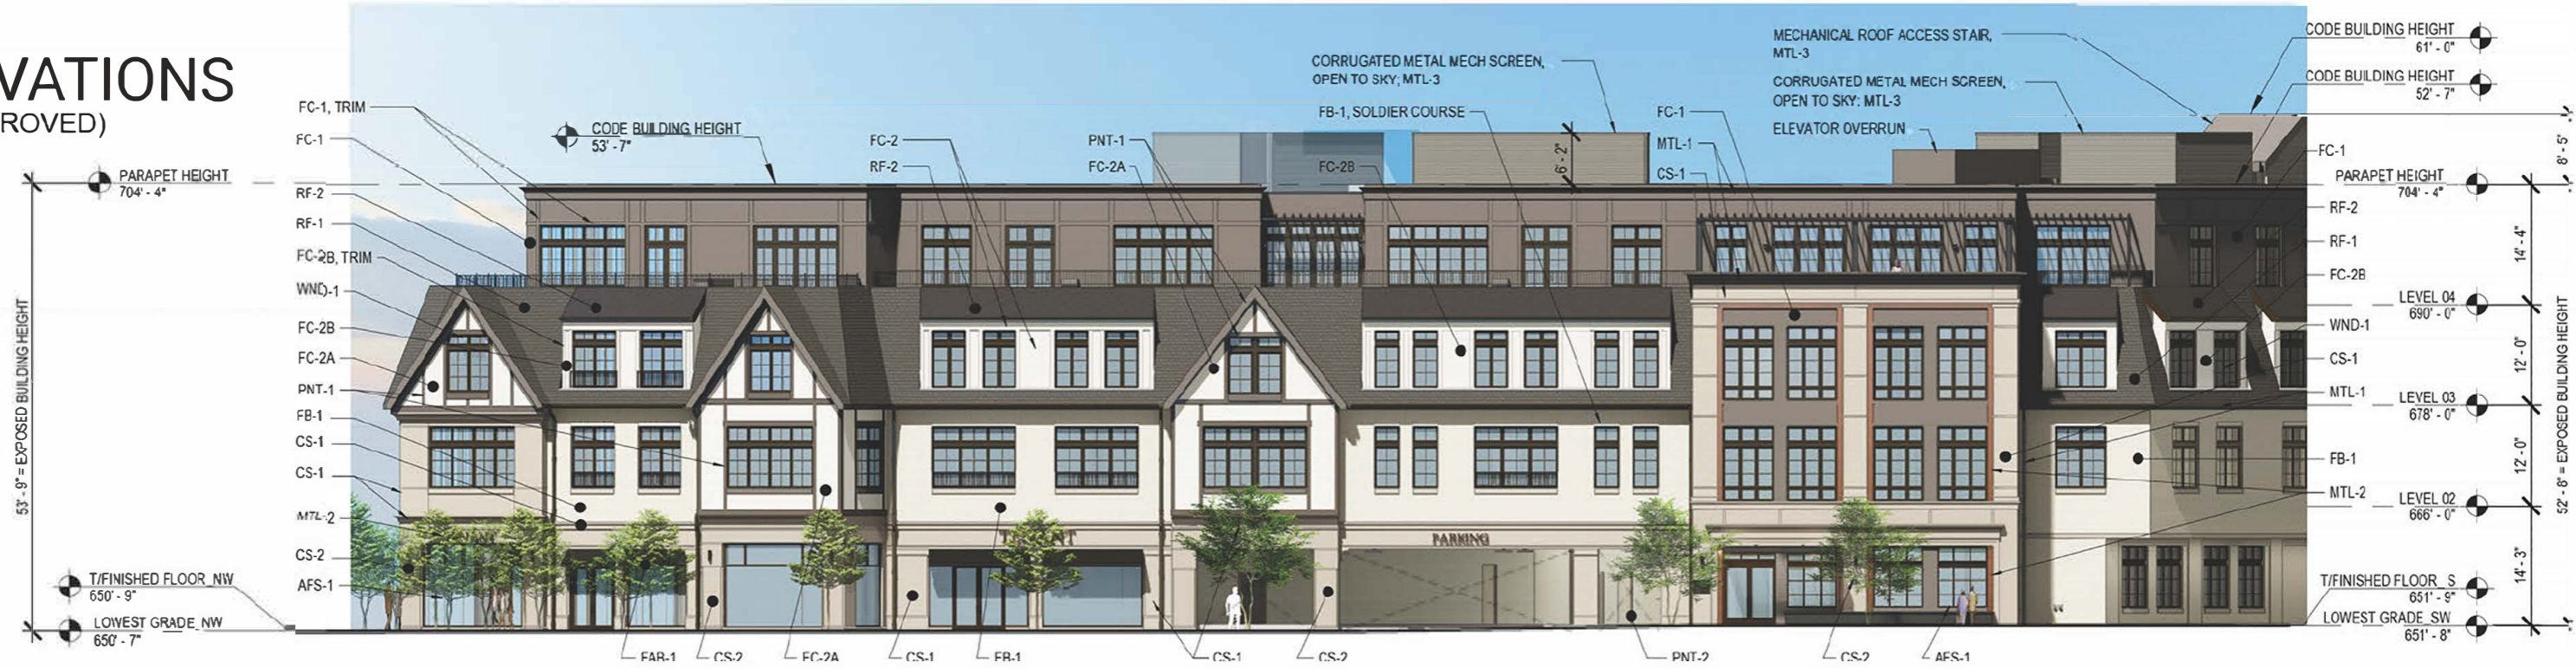 VATIONS
ROVED)
PARAPET HEIGHT
704' - 4"
53' - 9" = EXPOSED BUILDING HEIGHT
T/FINISHED FLOOR_NW
650' - 9"
LOWEST GRADE_NW
650' - 7"
FC-1, TRIM
FC-1
RF-2
RF-1
FC-2B, TRIM
WND-1
FC-2B
FC-2A
PNT-1
FB-1
CS-1
CS-1
MTL-2
CS-2
AFS-1
CODE BUILDING HEIGHT
53' - 7"
FC-2
RF-2
PNT-1
FC-2A
CORRUGATED METAL MECH SCREEN,
OPEN TO SKY; MTL-3
FB-1, SOLDIER COURSE
FC-2B
6' - 2"
FC-1
MTL-1
CS-1
MECHANICAL ROOF ACCESS STAIR,
MTL-3
CORRUGATED METAL MECH SCREEN,
OPEN TO SKY: MTL-3
ELEVATOR OVERRUN
PARKING
FAB-1
CS-2
FC-2A
CS-1
FB-1
CS-1
CS-2
PNT-2
CS-2
AFS-1
CODE BUILDING HEIGHT
61' - 0"
CODE BUILDING HEIGHT
52' - 7"
FC-1
PARAPET HEIGHT
704' - 4"
RF-2
RF-1
FC-2B
LEVEL 04
690' - 0"
WND-1
CS-1
MTL-1
LEVEL 03
678' - 0"
FB-1
MTL-2
LEVEL 02
666' - 0"
T/FINISHED FLOOR_S
651' - 9"
LOWEST GRADE_SW
651' - 8"
8' - 5"
14' - 4"
12' - 0"
12' - 0"
14' - 3"
52' - 8" = EXPOSED BUILDING HEIGHT